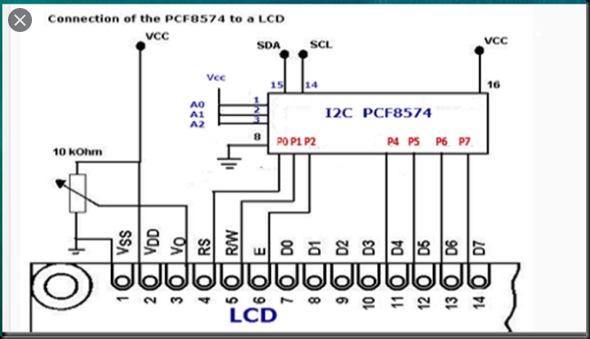 Connection of the PCF8574 to a LCD
VCC
SDA
SCL
VCC
Vcc
15
14
16
A0
1
A1
2
A2
3
I2C PCF8574
8
P0 P1 P2
P4 P5 P6 P7
10 kOhm
VSS
VDD
VO
RS
R/W
E
D0
D1
D2
D3
D4
D5
D6
D7
1
2
3
4
5
6
7
8
9
10
11
12
13
14
LCD